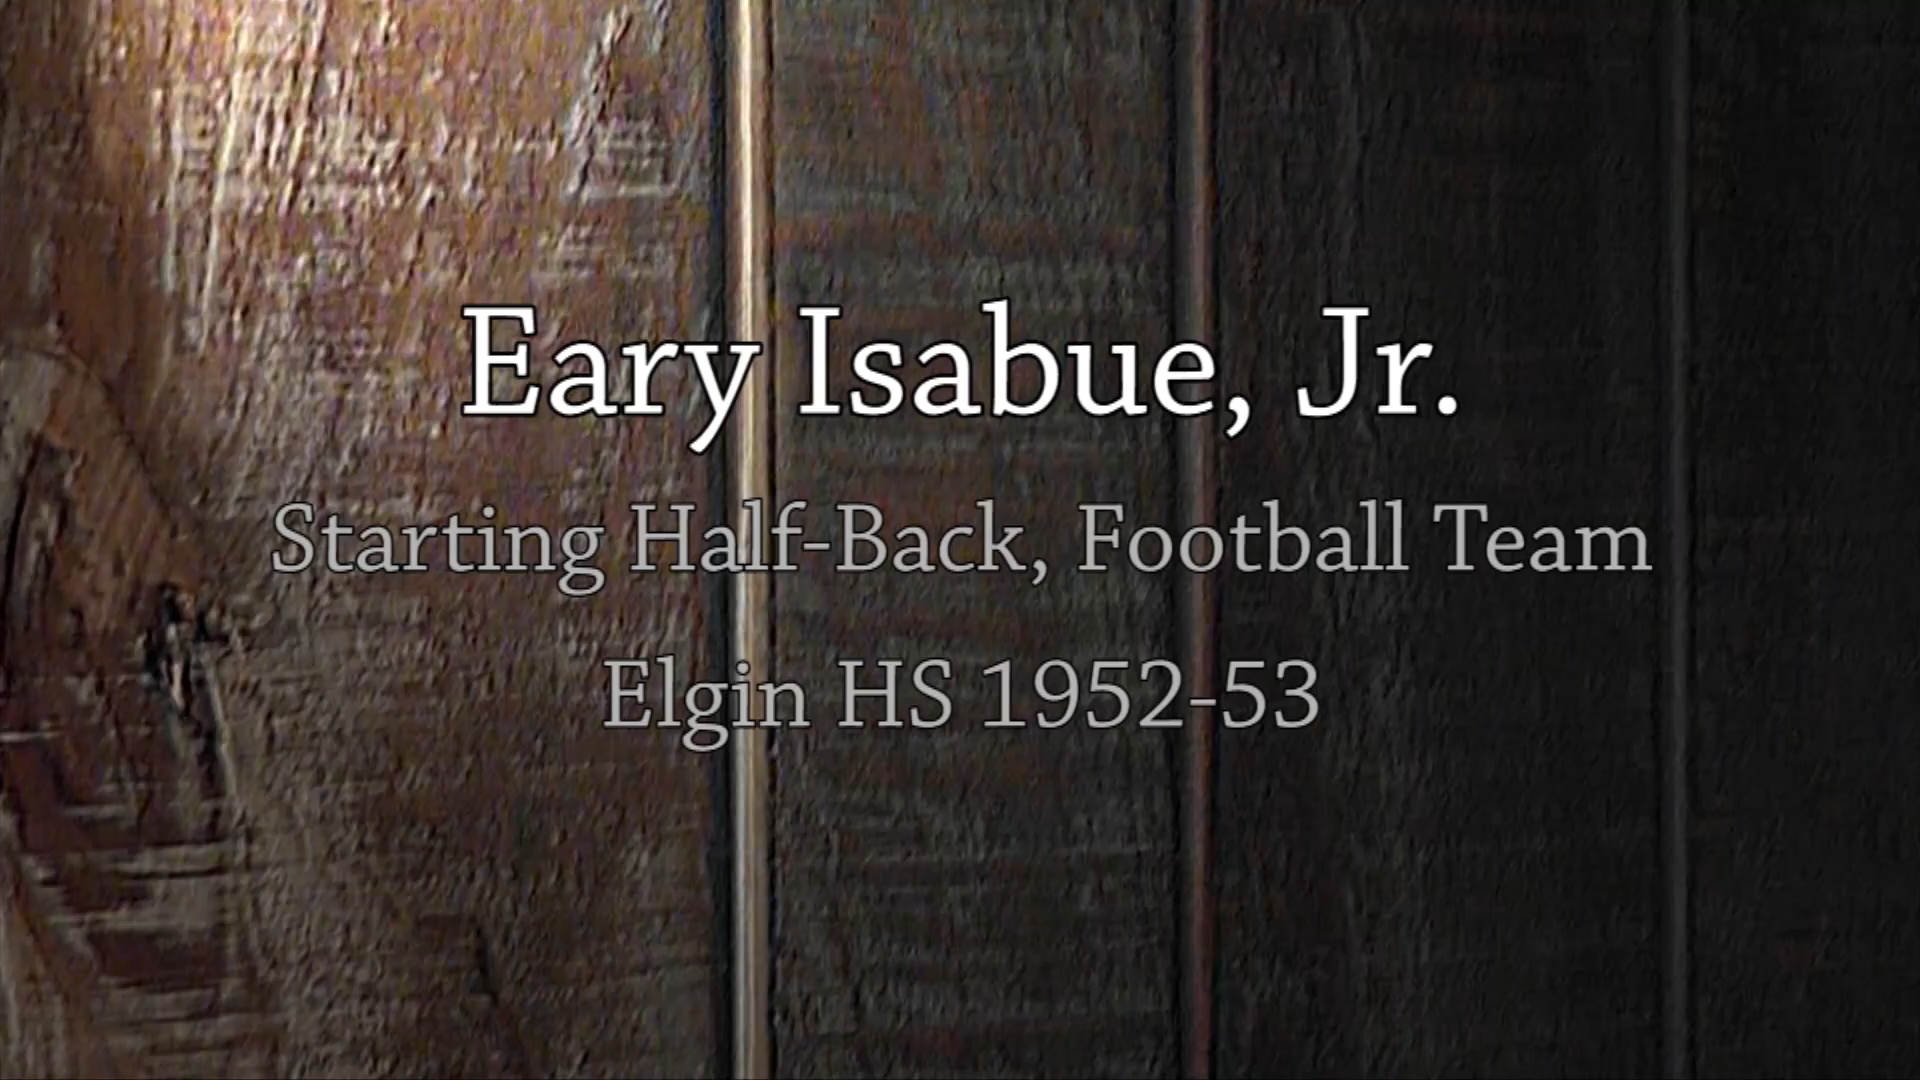 Eary Isabue, Jr.
Starting Half-Back, Football Team
Elgin HS 1952-53